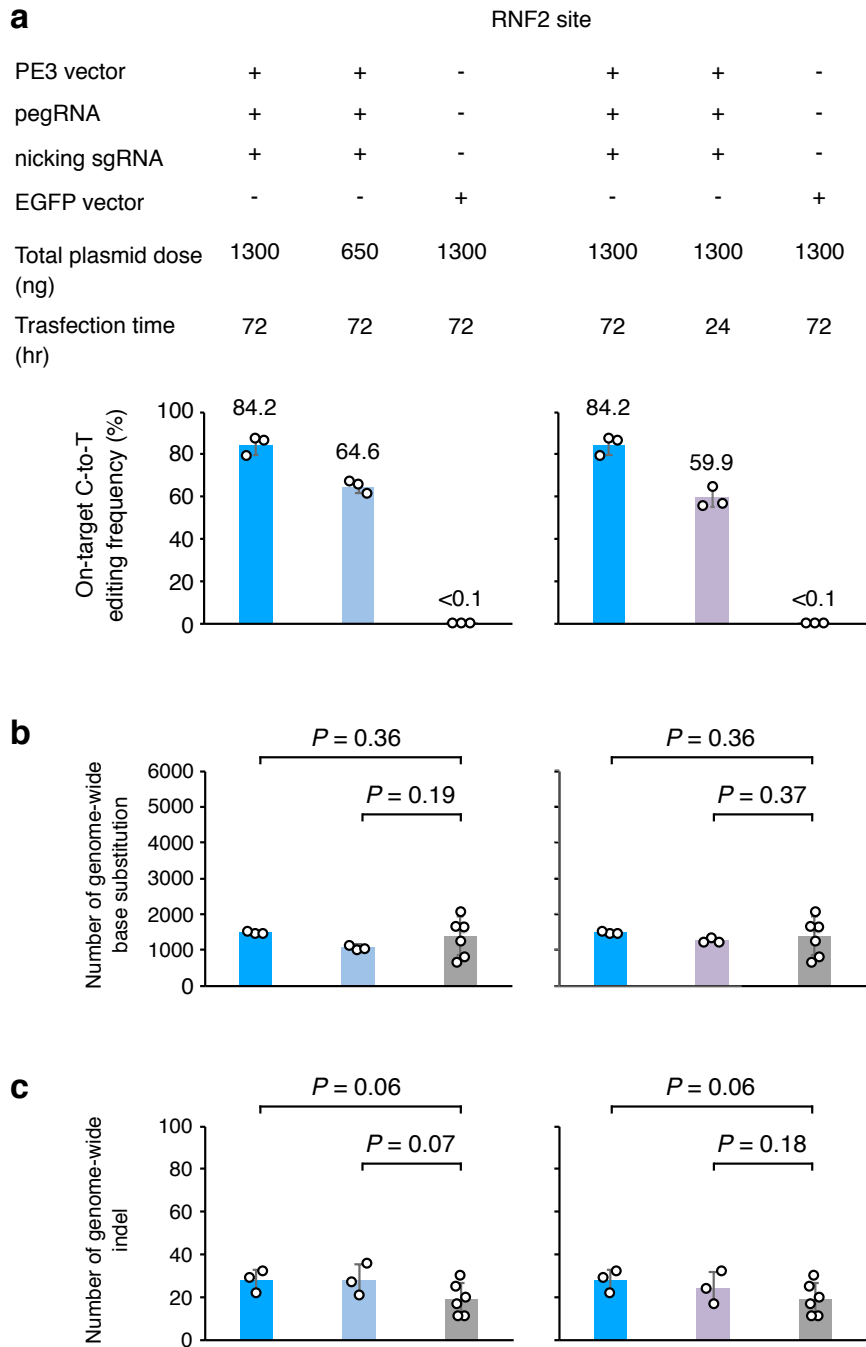 a
RNF2 site
PE3 vector + + - + + -
pegRNA + + - + + -
nicking sgRNA + + - + + -
EGFP vector - - + - - +
Total plasmid dose 1300 650 1300 1300 1300 1300
(ng)
Trasfection time 72 72 72 72 24 72
(hr)
On-target C-to-T
editing frequency (%)
100
80
60
40
20
0
84.2
64.6
<0.1
84.2
59.9
<0.1
b
Number of genome-wide
base substitution
6000
5000
4000
3000
2000
1000
0
P = 0.36
P = 0.19
P = 0.36
P = 0.37
c
Number of genome-wide
indel
100
80
60
40
20
0
P = 0.06
P = 0.07
P = 0.06
P = 0.18